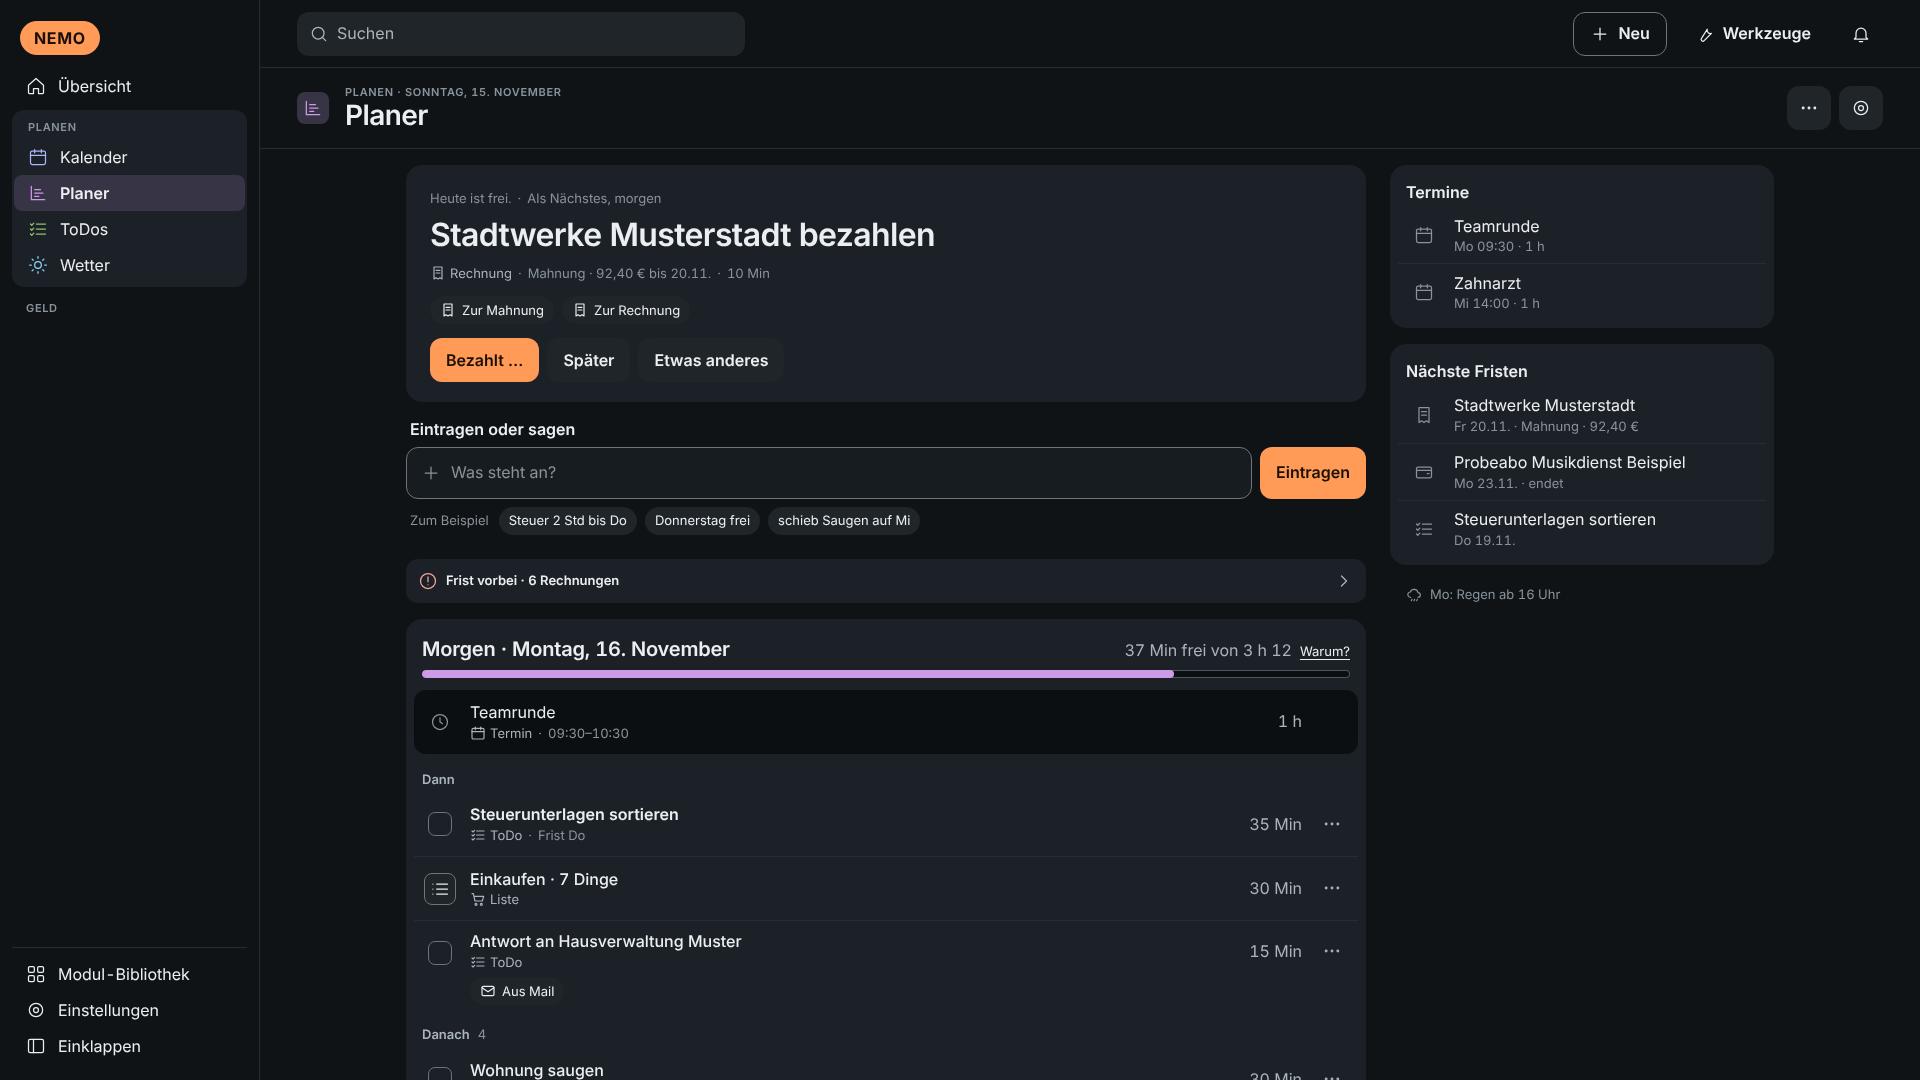 NEMO
Übersicht
PLANEN
Kalender
Planer
ToDos
Wetter
GELD
Modul-Bibliothek
Einstellungen
Einklappen
Suchen
Neu
Werkzeuge
PLANEN · SONNTAG, 15. NOVEMBER
Planer
Heute ist frei. · Als Nächstes, morgen
Stadtwerke Musterstadt bezahlen
Rechnung · Mahnung · 92,40 € bis 20.11. · 10 Min
Zur Mahnung Zur Rechnung
Bezahlt ... Später Etwas anderes
Eintragen oder sagen
Was steht an? Eintragen
Zum Beispiel Steuer 2 Std bis Do Donnerstag frei schieb Saugen auf Mi
Frist vorbei · 6 Rechnungen
Morgen · Montag, 16. November 37 Min frei von 3 h 12 Warum?
Teamrunde 1 h
Termin · 09:30–10:30
Dann
Steuerunterlagen sortieren 35 Min
ToDo · Frist Do
Einkaufen · 7 Dinge 30 Min
Liste
Antwort an Hausverwaltung Muster 15 Min
ToDo
Aus Mail
Danach 4
Wohnung saugen 30 Min
Termine
Teamrunde
Mo 09:30 · 1 h
Zahnarzt
Mi 14:00 · 1 h
Nächste Fristen
Stadtwerke Musterstadt
Fr 20.11. · Mahnung · 92,40 €
Probeabo Musikdienst Beispiel
Mo 23.11. · endet
Steuerunterlagen sortieren
Do 19.11.
Mo: Regen ab 16 Uhr